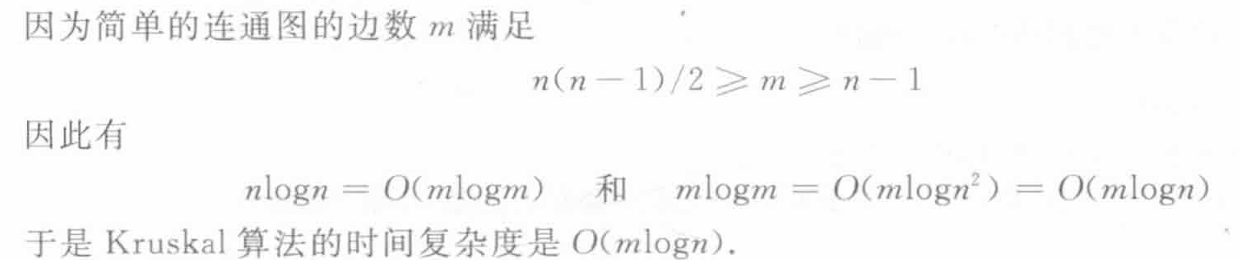 因为简单的连通图的边数 m 满足
n(n－1)/2 ⩾ m ⩾ n－1
因此有
nlogn = O(mlogm) 和 mlogm = O(mlogn²) = O(mlogn)
于是 Kruskal 算法的时间复杂度是 O(mlogn).